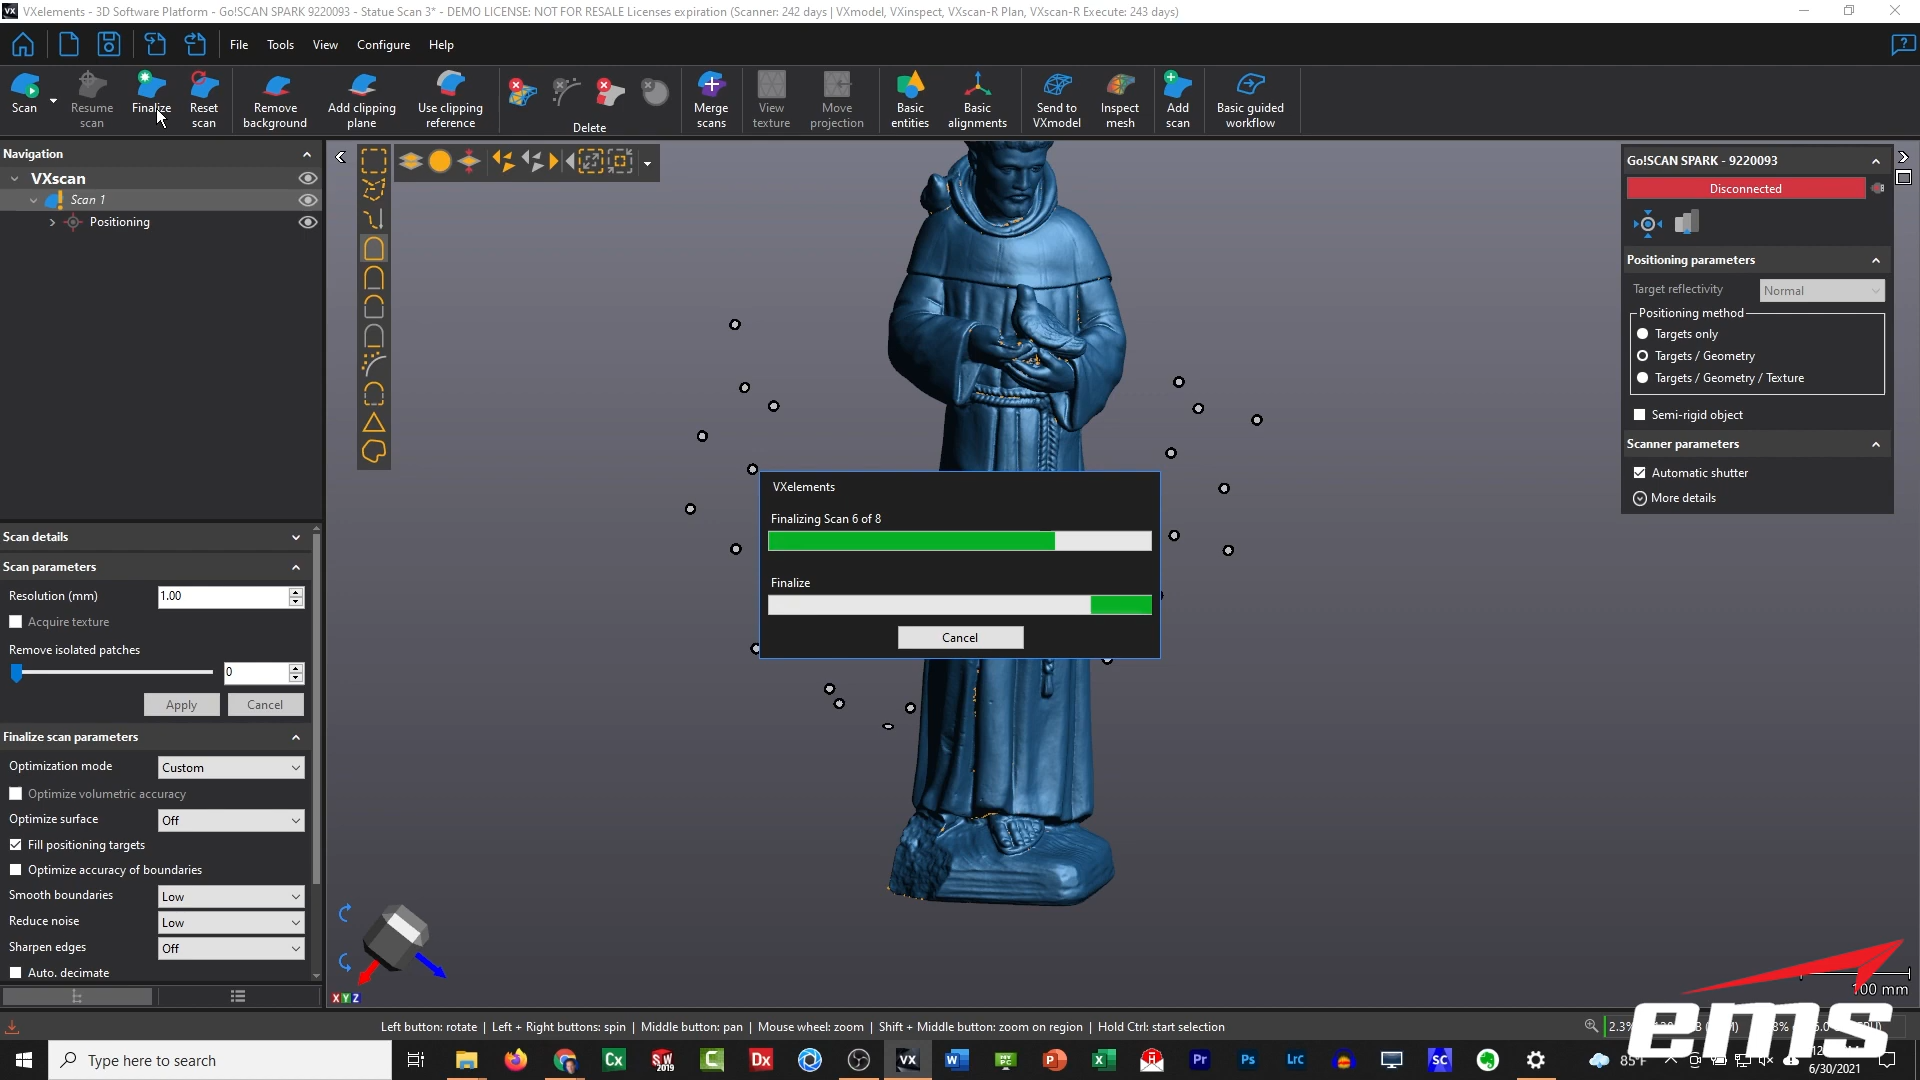 VXelements - 3D Software Platform - Go!SCAN SPARK 9220093 - Statue Scan 3* - DEMO LICENSE: NOT FOR RESALE Licenses expiration (Scanner: 242 days | VXmodel, VXinspect, VXscan-R Plan, VXscan-R Execute: 243 days)
File Tools View Configure Help
Scan
Resume scan
Finalize
Reset scan
Remove background
Add clipping plane
Use clipping reference
Delete
Merge scans
View texture
Move projection
Basic entities
Basic alignments
Send to VXmodel
Inspect mesh
Add scan
Basic guided workflow
Navigation
VXscan
Scan 1
Positioning
Scan details
Scan parameters
Resolution (mm) 1.00
Acquire texture
Remove isolated patches
0
Apply Cancel
Finalize scan parameters
Optimization mode Custom
Optimize volumetric accuracy
Optimize surface Off
Fill positioning targets
Optimize accuracy of boundaries
Smooth boundaries Low
Reduce noise Low
Sharpen edges Off
Auto. decimate
VXelements
Finalizing Scan 6 of 8
Finalize
Cancel
Go!SCAN SPARK - 9220093
Disconnected
Positioning parameters
Target reflectivity Normal
Positioning method
Targets only
Targets / Geometry
Targets / Geometry / Texture
Semi-rigid object
Scanner parameters
Automatic shutter
More details
XYZ
100 mm
ems
Left button: rotate | Left + Right buttons: spin | Middle button: pan | Mouse wheel: zoom | Shift + Middle button: zoom on region | Hold Ctrl: start selection
2.3%
Type here to search
85°F
6/30/2021